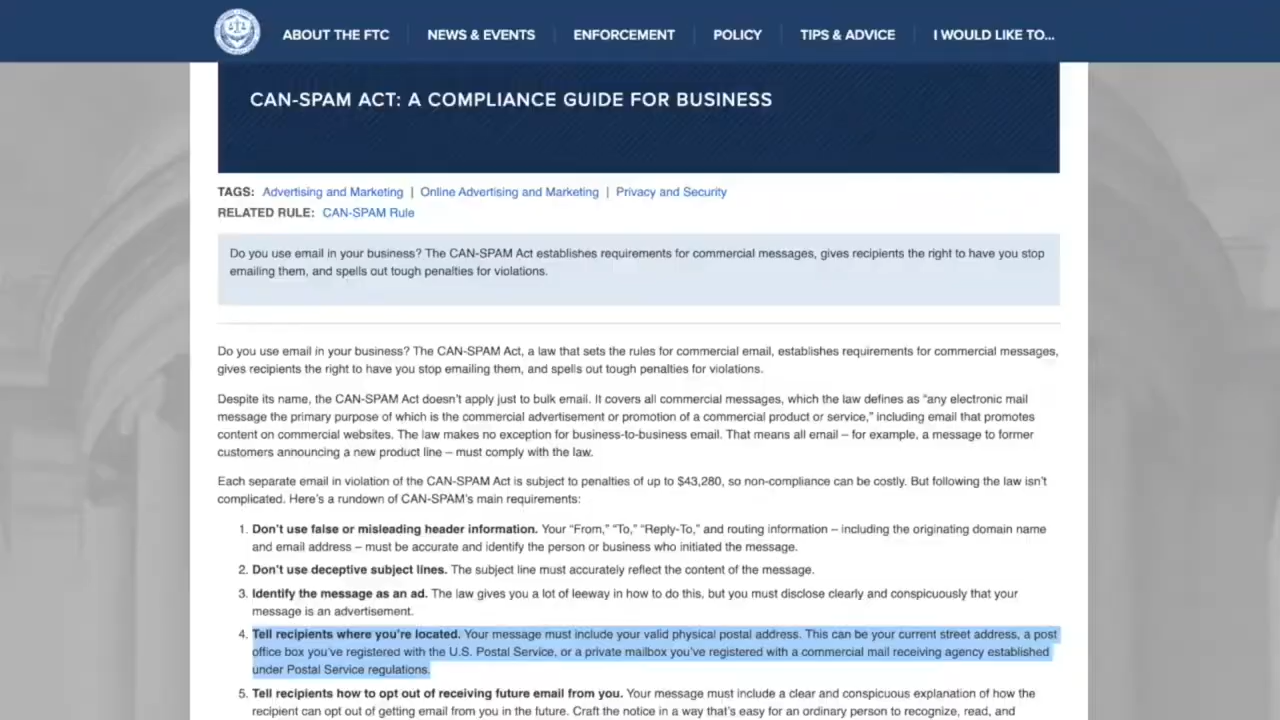 ABOUT THE FTC NEWS & EVENTS ENFORCEMENT POLICY TIPS & ADVICE I WOULD LIKE TO...
CAN-SPAM ACT: A COMPLIANCE GUIDE FOR BUSINESS
TAGS: Advertising and Marketing | Online Advertising and Marketing | Privacy and Security
RELATED RULE: CAN-SPAM Rule
Do you use email in your business? The CAN-SPAM Act establishes requirements for commercial messages, gives recipients the right to have you stop
emailing them, and spells out tough penalties for violations.
Do you use email in your business? The CAN-SPAM Act, a law that sets the rules for commercial email, establishes requirements for commercial messages,
gives recipients the right to have you stop emailing them, and spells out tough penalties for violations.
Despite its name, the CAN-SPAM Act doesn't apply just to bulk email. It covers all commercial messages, which the law defines as “any electronic mail
message the primary purpose of which is the commercial advertisement or promotion of a commercial product or service,” including email that promotes
content on commercial websites. The law makes no exception for business-to-business email. That means all email – for example, a message to former
customers announcing a new product line – must comply with the law.
Each separate email in violation of the CAN-SPAM Act is subject to penalties of up to $43,280, so non-compliance can be costly. But following the law isn't
complicated. Here's a rundown of CAN-SPAM's main requirements:
1. Don't use false or misleading header information. Your “From,” “To,” “Reply-To,” and routing information – including the originating domain name
and email address – must be accurate and identify the person or business who initiated the message.
2. Don't use deceptive subject lines. The subject line must accurately reflect the content of the message.
3. Identify the message as an ad. The law gives you a lot of leeway in how to do this, but you must disclose clearly and conspicuously that your
message is an advertisement.
4. Tell recipients where you're located. Your message must include your valid physical postal address. This can be your current street address, a post
office box you've registered with the U.S. Postal Service, or a private mailbox you've registered with a commercial mail receiving agency established
under Postal Service regulations.
5. Tell recipients how to opt out of receiving future email from you. Your message must include a clear and conspicuous explanation of how the
recipient can opt out of getting email from you in the future. Craft the notice in a way that's easy for an ordinary person to recognize, read, and